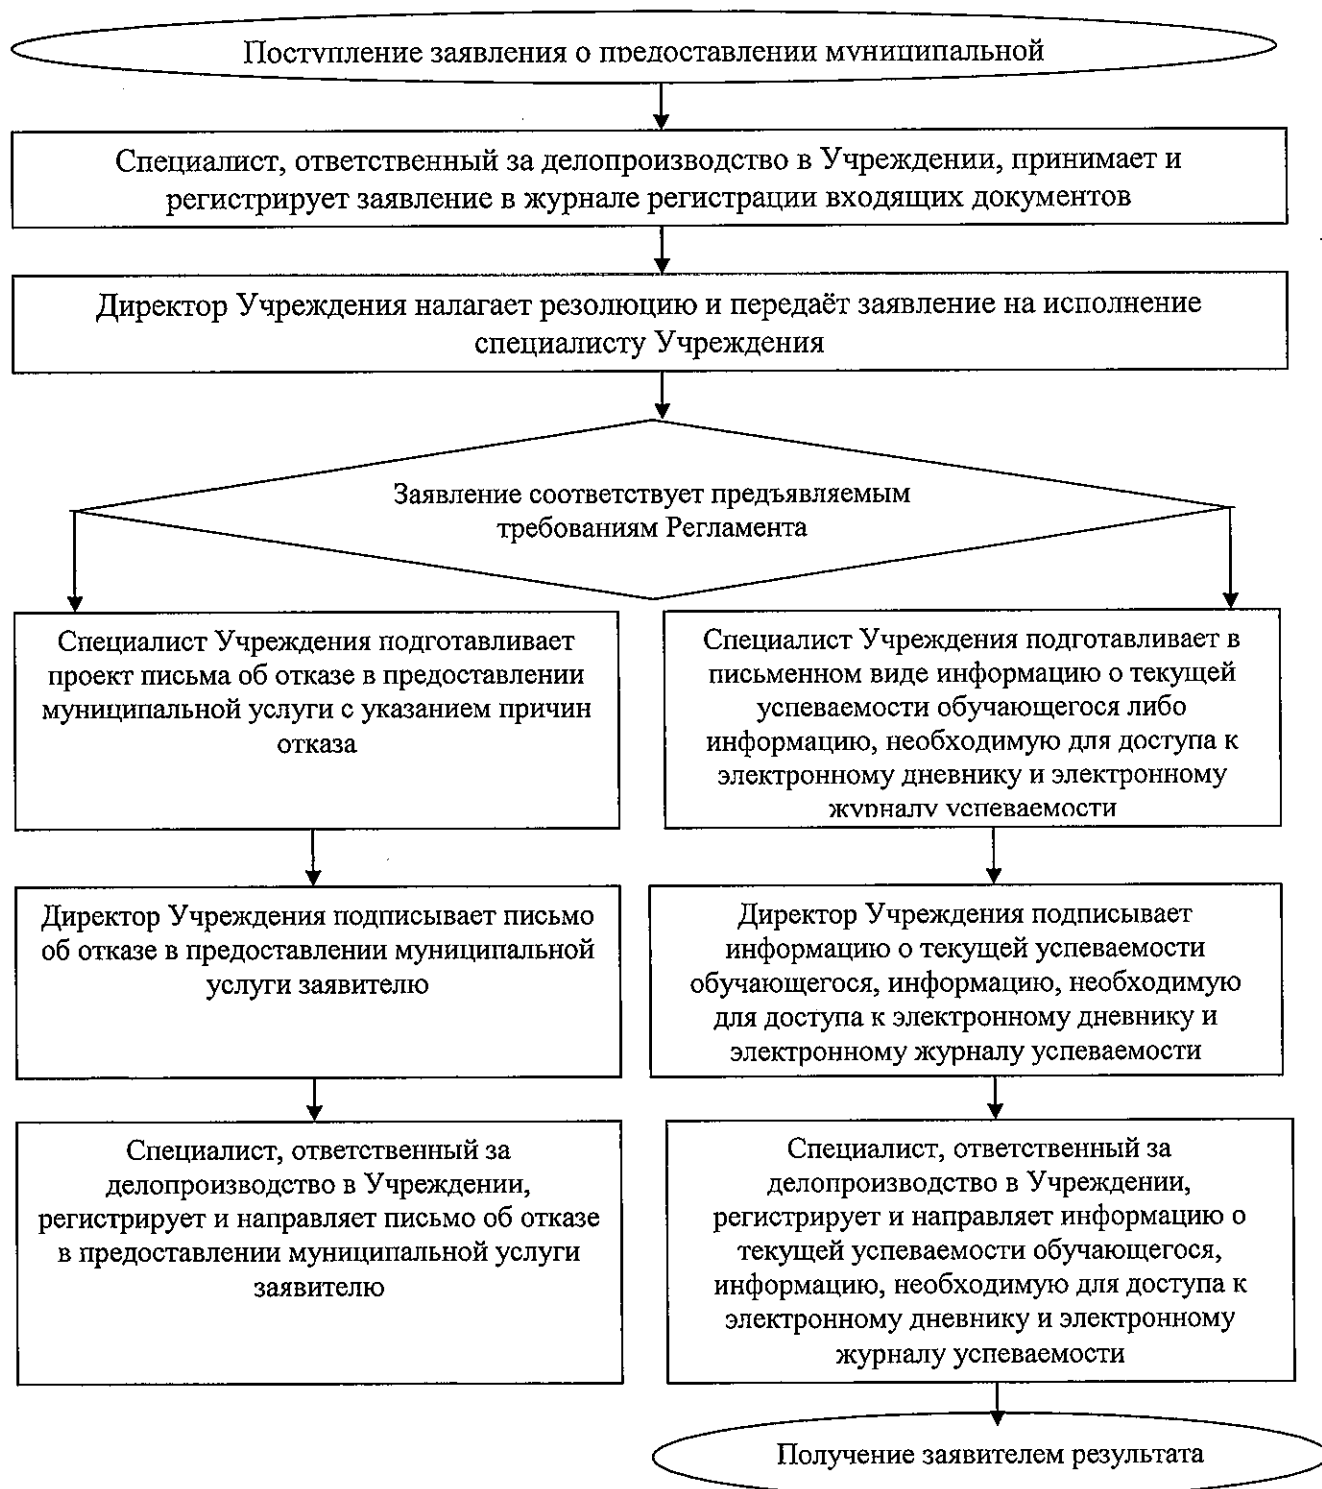 Поступление заявления о предоставлении муниципальной
Специалист, ответственный за делопроизводство в Учреждении, принимает и
регистрирует заявление в журнале регистрации входящих документов
Директор Учреждения налагает резолюцию и передаёт заявление на исполнение
специалисту Учреждения
Заявление соответствует предъявляемым
требованиям Регламента
Специалист Учреждения подготавливает
проект письма об отказе в предоставлении
муниципальной услуги с указанием причин
отказа
Специалист Учреждения подготавливает в
письменном виде информацию о текущей
успеваемости обучающегося либо
информацию, необходимую для доступа к
электронному дневнику и электронному
журналу успеваемости
Директор Учреждения подписывает письмо
об отказе в предоставлении муниципальной
услуги заявителю
Директор Учреждения подписывает
информацию о текущей успеваемости
обучающегося, информацию, необходимую
для доступа к электронному дневнику и
электронному журналу успеваемости
Специалист, ответственный за
делопроизводство в Учреждении,
регистрирует и направляет письмо об отказе
в предоставлении муниципальной услуги
заявителю
Специалист, ответственный за
делопроизводство в Учреждении,
регистрирует и направляет информацию о
текущей успеваемости обучающегося,
информацию, необходимую для доступа к
электронному дневнику и электронному
журналу успеваемости
Получение заявителем результата